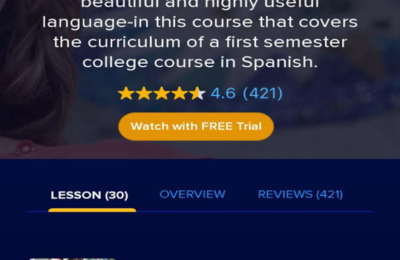 beautiful and highly useful
language-in this course that covers
the curriculum of a first semester
college course in Spanish.
4.6 (421)
Watch with FREE Trial
LESSON (30) OVERVIEW REVIEWS (421)